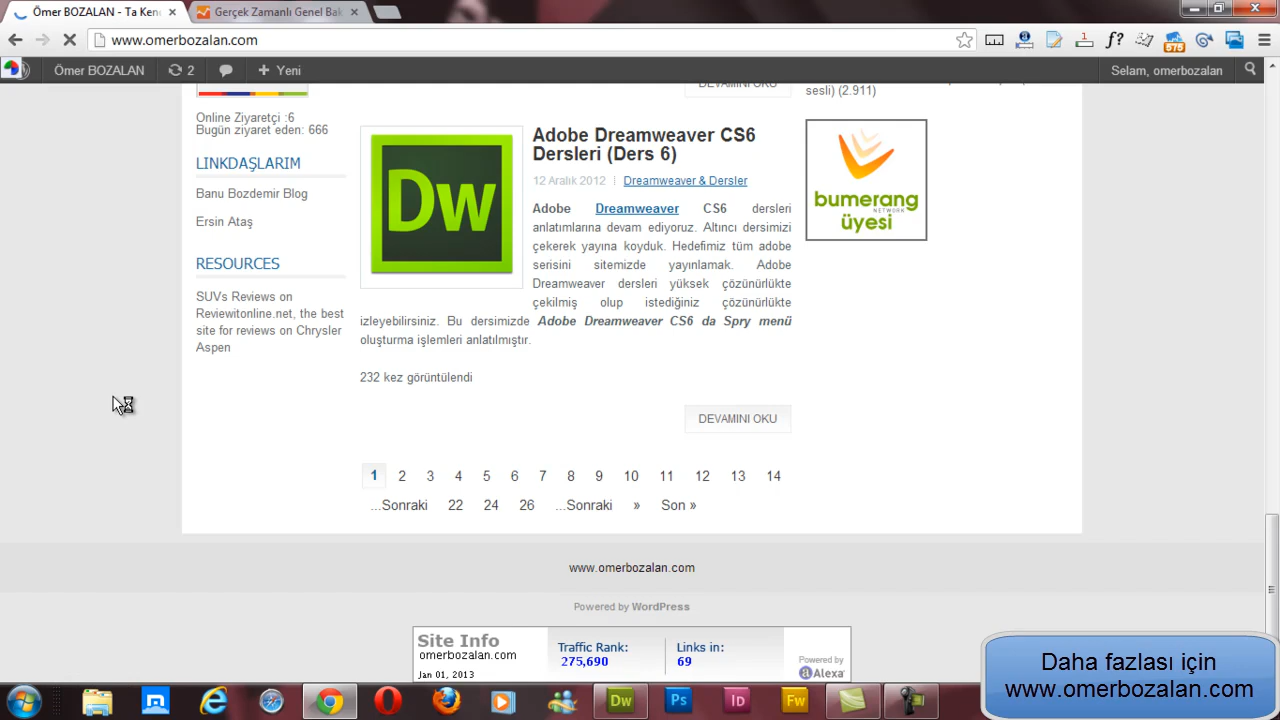 Ömer BOZALAN - Ta Ken
Gerçek Zamanlı Genel Bak
www.omerbozalan.com
1
f?
575
Ömer BOZALAN
2
Yeni
Selam, omerbozalan
DEVAMINI OKU
sesli) (2.911)
Online Ziyaretçi :6
Bugün ziyaret eden: 666
LINKDAŞLARIM
Banu Bozdemir Blog
Ersin Ataş
RESOURCES
SUVs Reviews on
Reviewitonline.net, the best
site for reviews on Chrysler
Aspen
Dw
Adobe Dreamweaver CS6
Dersleri (Ders 6)
12 Aralık 2012
Dreamweaver & Dersler
Adobe Dreamweaver CS6 dersleri
anlatımlarına devam ediyoruz. Altıncı dersimizi
çekerek yayına koyduk. Hedefimiz tüm adobe
serisini sitemizde yayınlamak. Adobe
Dreamweaver dersleri yüksek çözünürlükte
çekilmiş olup istediğiniz çözünürlükte
izleyebilirsiniz. Bu dersimizde Adobe Dreamweaver CS6 da Spry menü
oluşturma işlemleri anlatılmıştır.
232 kez görüntülendi
DEVAMINI OKU
bumerang
NETWORK
üyesi
1 2 3 4 5 6 7 8 9 10 11 12 13 14
...Sonraki 22 24 26 ...Sonraki » Son »
www.omerbozalan.com
Powered by WordPress
Site Info
omerbozalan.com
Jan 01, 2013
Traffic Rank:
275,690
Links in:
69
Powered by
Alexa
Daha fazlası için
www.omerbozalan.com
Dw
Ps
Id
Fw